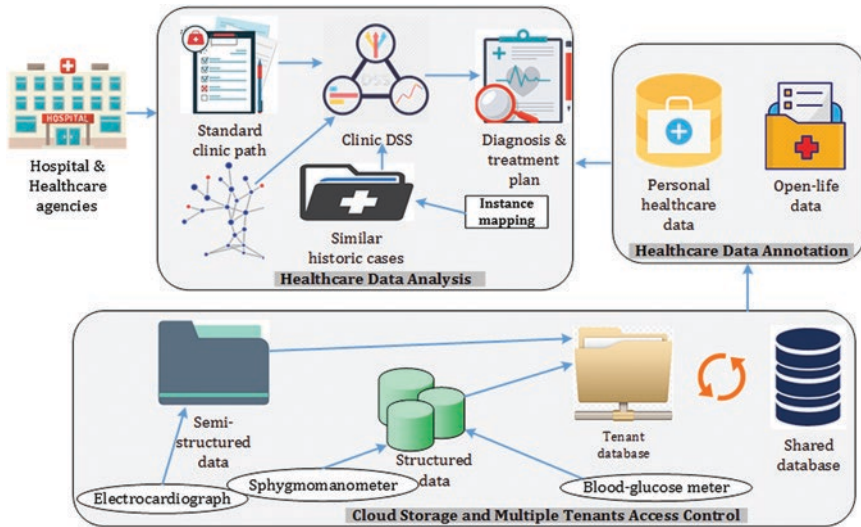 HOSPITAL
Hospital &
Healthcare
agencies
Standard
clinic path
DSS
Clinic DSS
Diagnosis &
treatment
plan
Instance
mapping
Similar
historic cases
Healthcare Data Analysis
Personal
healthcare
data
Open-life
data
Healthcare Data Annotation
Semi-
structured
data
Structured
data
Tenant
database
Shared
database
Electrocardiograph
Sphygmomanometer
Blood-glucose meter
Cloud Storage and Multiple Tenants Access Control